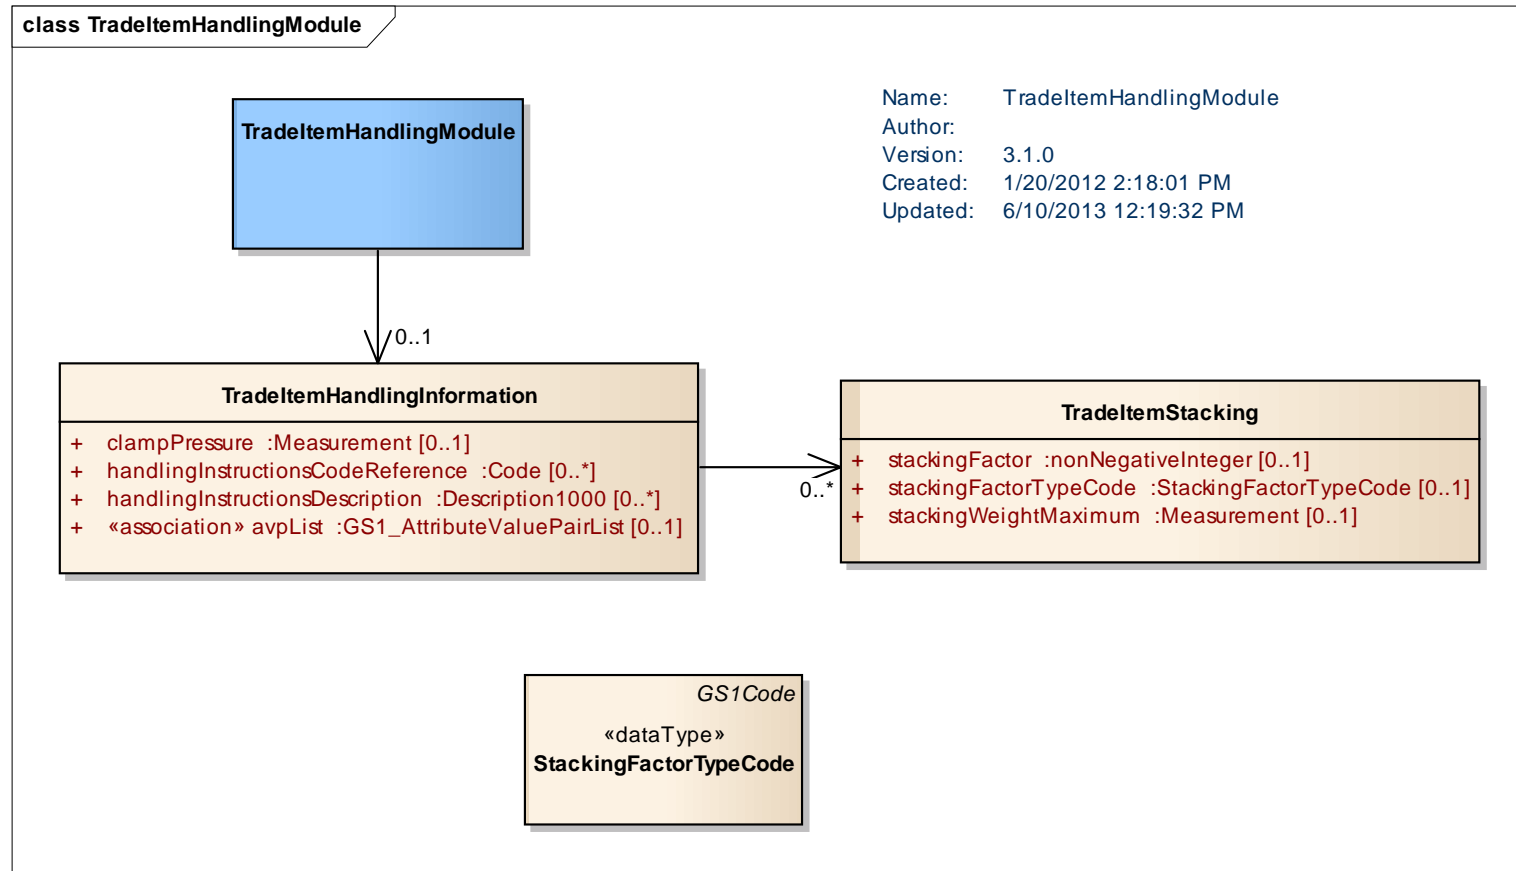 class TradeItemHandlingModule
TradeItemHandlingModule
Name: TradeItemHandlingModule
Author:
Version: 3.1.0
Created: 1/20/2012 2:18:01 PM
Updated: 6/10/2013 12:19:32 PM
0..1
TradeItemHandlingInformation
+ clampPressure :Measurement [0..1]
+ handlingInstructionsCodeReference :Code [0..*]
+ handlingInstructionsDescription :Description1000 [0..*]
+ «association» avpList :GS1_AttributeValuePairList [0..1]
0..*
TradeItemStacking
+ stackingFactor :nonNegativeInteger [0..1]
+ stackingFactorTypeCode :StackingFactorTypeCode [0..1]
+ stackingWeightMaximum :Measurement [0..1]
GS1Code
«dataType»
StackingFactorTypeCode